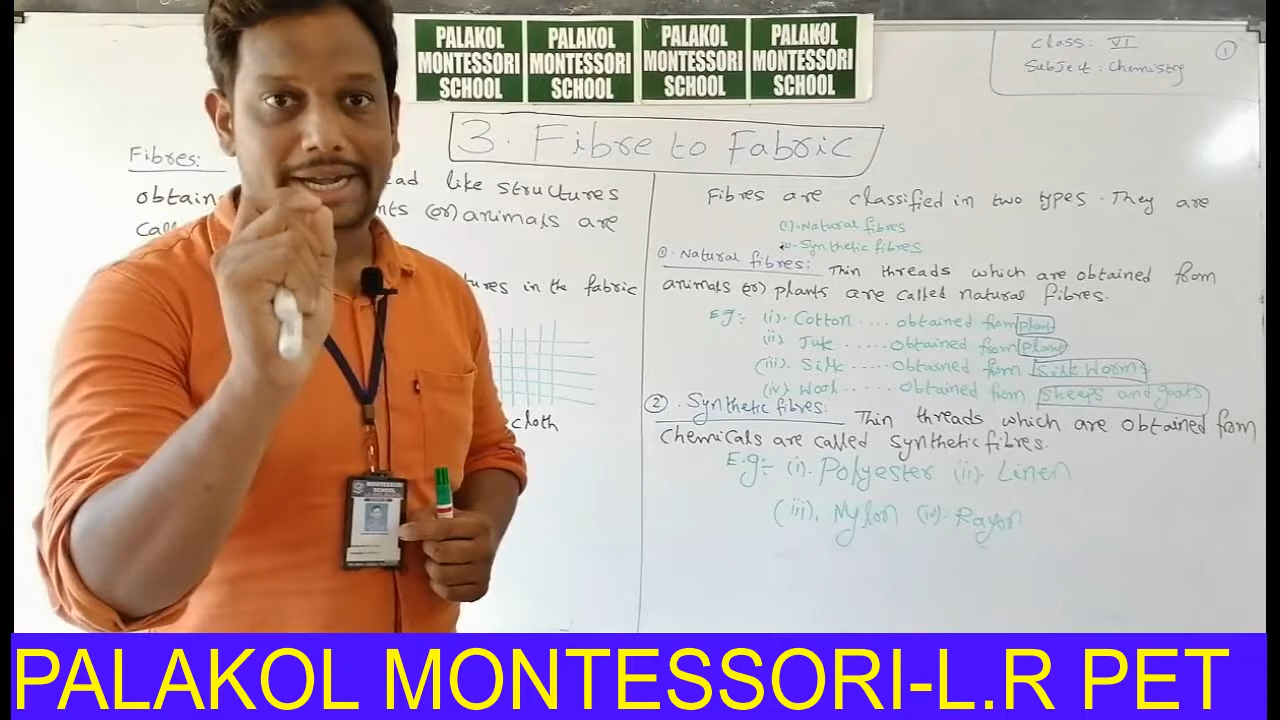 PALAKOL MONTESSORI SCHOOL
PALAKOL MONTESSORI SCHOOL
PALAKOL MONTESSORI SCHOOL
PALAKOL MONTESSORI SCHOOL
Class: VI
Subject: Chemistry
1
3. Fibre to Fabric
Fibres:
obtain ad like structures
nts (or) animals are
call
ures in the fabric
cloth
Fibres are classified in two types. They are
(i). Natural fibres
(ii). Synthetic fibres
1. Natural fibres: Thin threads which are obtained from
animals (or) plants are called natural fibres.
Eg:- (i). Cotton .... obtained from plant
(ii). Jute ..... obtained from plant
(iii). Silk ..... obtained from silk worms
(iv). Wool ..... obtained from sheeps and goats
2. Synthetic fibres: Thin threads which are obtained from
Chemicals are called synthetic fibres.
E.g:- (i). Polyester (ii). Linen
(iii). Nylon (iv). Rayon
MONTESSORI
SCHOOL
PALAKOL MONTESSORI-L.R PET